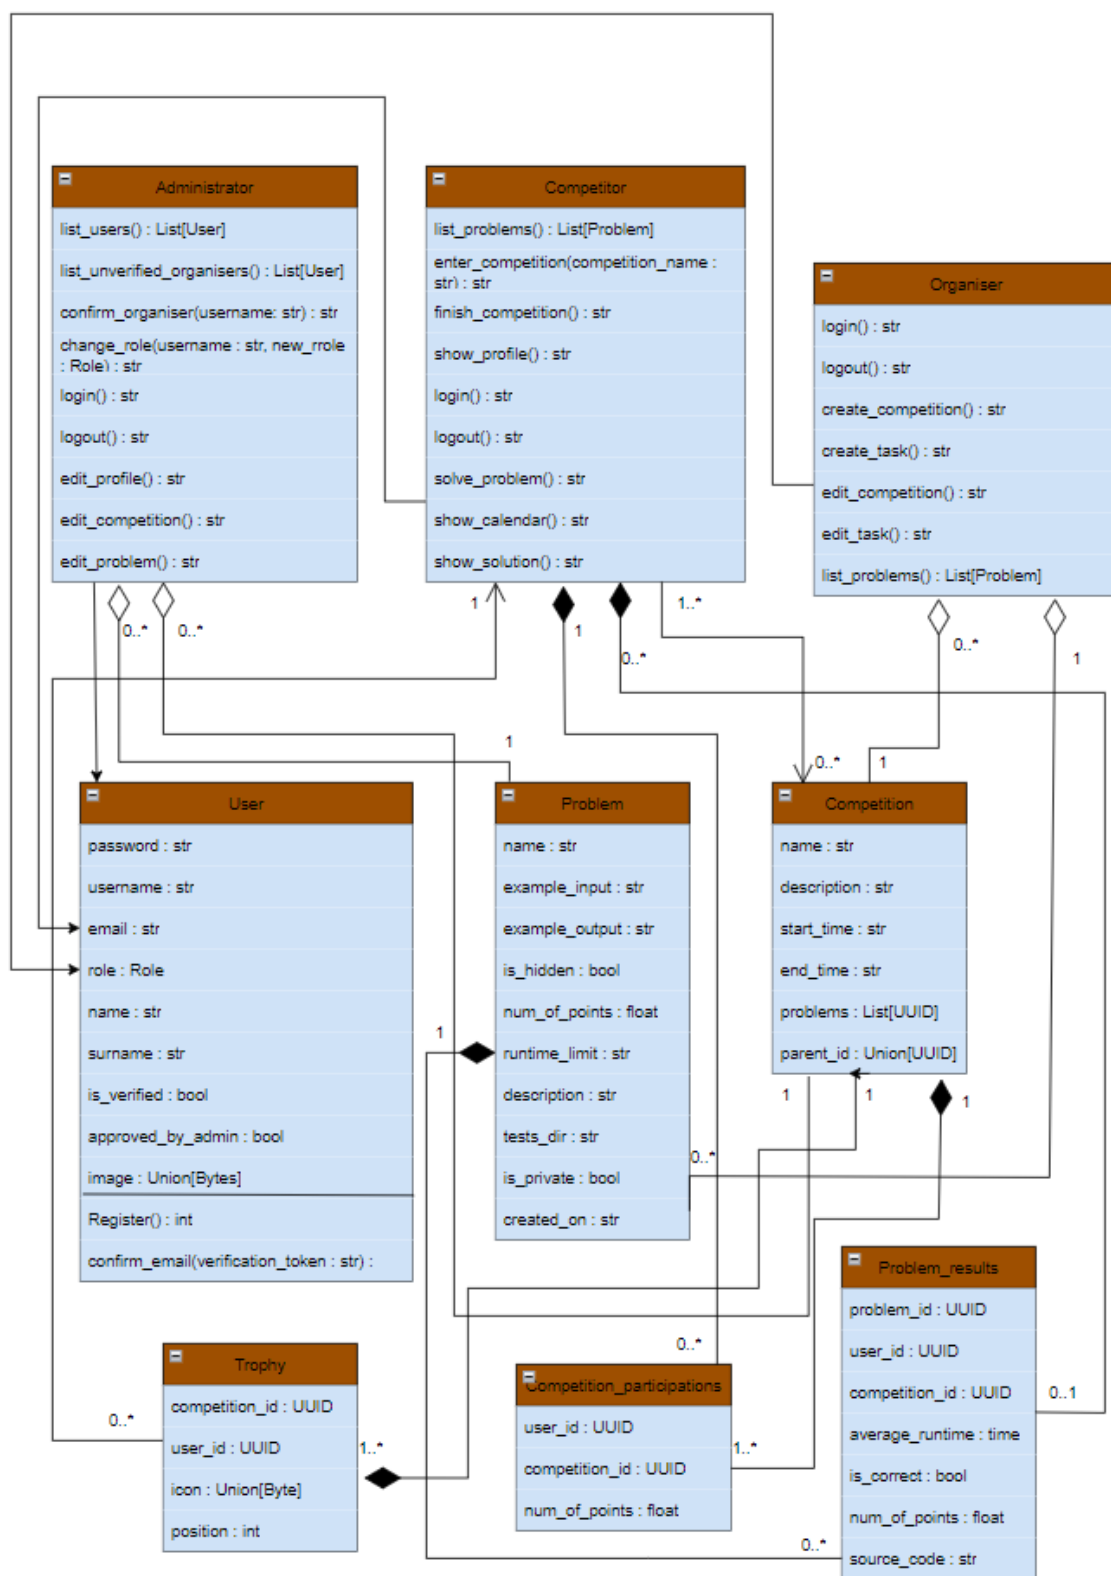 Administrator
list_users() : List[User]
list_unverified_organisers() : List[User]
confirm_organiser(username: str) : str
change_role(username : str, new_rrole
: Role) : str
login() : str
logout() : str
edit_profile() : str
edit_competition() : str
edit_problem() : str
Competitor
list_problems() : List[Problem]
enter_competition(competition_name :
str) : str
finish_competition() : str
show_profile() : str
login() : str
logout() : str
solve_problem() : str
show_calendar() : str
show_solution() : str
Organiser
login() : str
logout() : str
create_competition() : str
create_task() : str
edit_competition() : str
edit_task() : str
list_problems() : List[Problem]
0..*
0..*
1
1
0..*
1..*
0..*
1
1
0..*
1
User
password : str
username : str
email : str
role : Role
name : str
surname : str
is_verified : bool
approved_by_admin : bool
image : Union[Bytes]
Register() : int
confirm_email(verification_token : str) :
Problem
name : str
example_input : str
example_output : str
is_hidden : bool
num_of_points : float
runtime_limit : str
description : str
tests_dir : str
is_private : bool
created_on : str
Competition
name : str
description : str
start_time : str
end_time : str
problems : List[UUID]
parent_id : Union[UUID]
1
1
1
1
0..*
Problem_results
problem_id : UUID
user_id : UUID
competition_id : UUID
average_runtime : time
is_correct : bool
num_of_points : float
source_code : str
0..1
0..*
Trophy
competition_id : UUID
user_id : UUID
icon : Union[Byte]
position : int
0..*
1..*
0..*
Competition_participations
user_id : UUID
competition_id : UUID
num_of_points : float
1..*